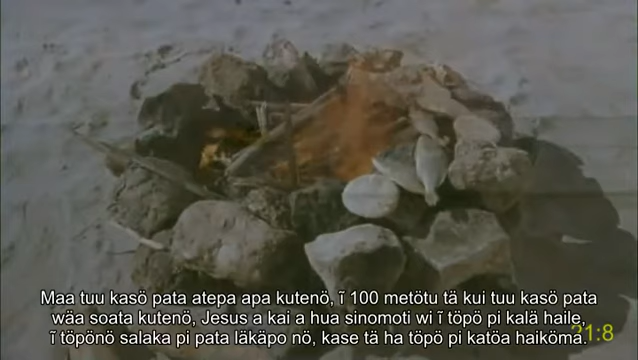 Maa tuu kasö pata atepa apa kutenö, ĩ 100 metötu tä kui tuu kasö pata
wäa soata kutenö, Jesus a kai a hua sinomoti wi ĩ töpö pi kalä haile,
ĩ töpönö salaka pi pata läkäpo nö, kase tä ha töpö pi katöa haiköma.
21:8